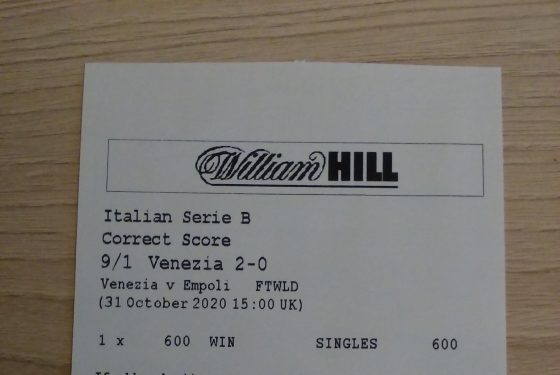 William HILL
Italian Serie B
Correct Score
9/1 Venezia 2-0
Venezia v Empoli FTWLD
(31 October 2020 15:00 UK)
1 x 600 WIN SINGLES 600